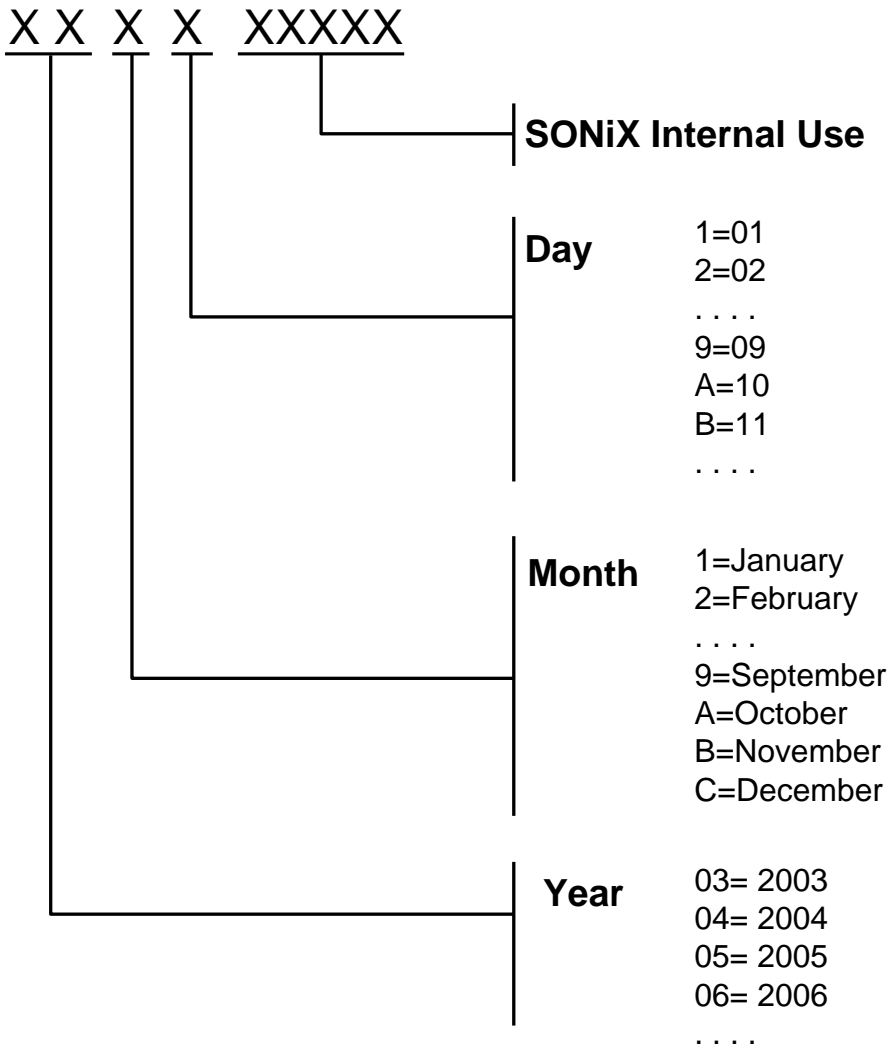 X X X X XXXXX
SONiX Internal Use
Day
1=01
2=02
. . . .
9=09
A=10
B=11
. . . .
Month
1=January
2=February
. . . .
9=September
A=October
B=November
C=December
Year
03= 2003
04= 2004
05= 2005
06= 2006
. . . .